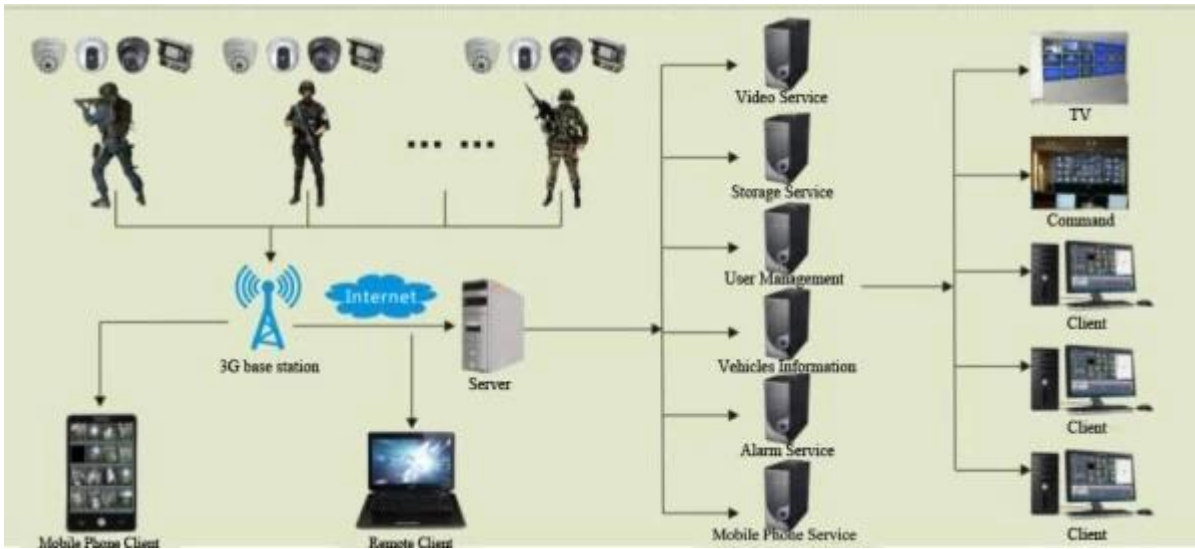 Video Service
TV
Storage Service
Command
User Management
Internet
Client
3G base station
Server
Vehicles Information
Client
Alarm Service
Mobile Phone Client
Remote Client
Mobile Phone Service
Client